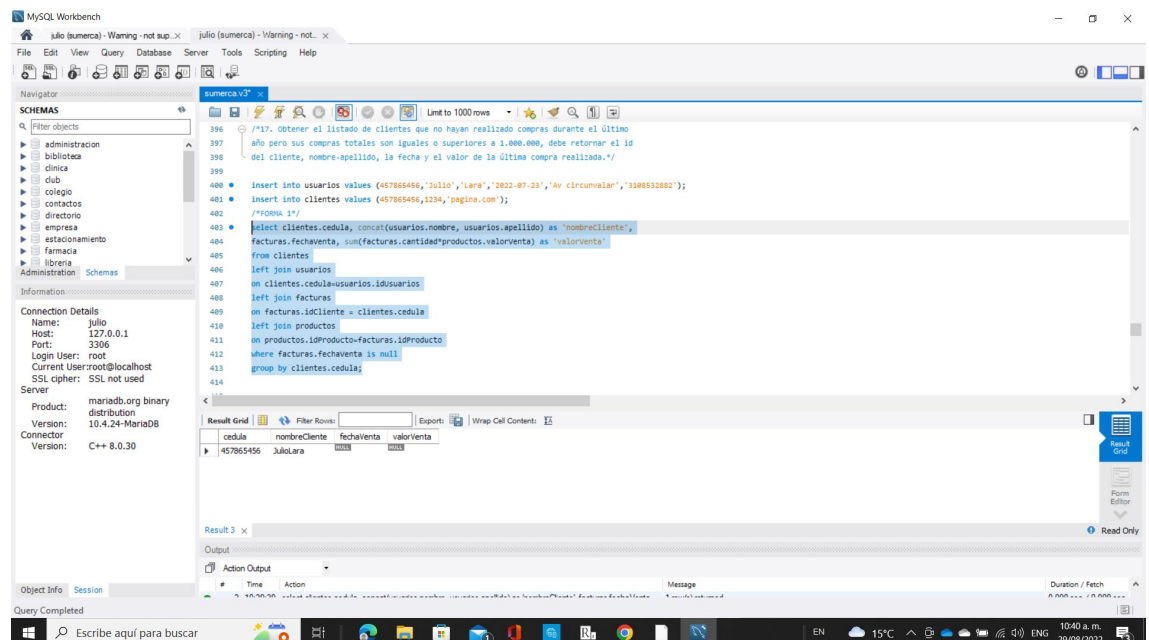 MySQL Workbench
julio (sumerca) - Warning - not sup... ×
julio (sumerca) - Warning - not... ×
File Edit View Query Database Server Tools Scripting Help
Navigator
SCHEMAS
Filter objects
administracion
biblioteca
clinica
club
colegio
contactos
directorio
empresa
estacionamiento
farmacia
libreria
Administration Schemas
Information
Connection Details
Name: julio
Host: 127.0.0.1
Port: 3306
Login User: root
Current User:root@localhost
SSL cipher: SSL not used
Server
Product: mariadb.org binary distribution
Version: 10.4.24-MariaDB
Connector
Version: C++ 8.0.30
Object Info Session
Query Completed
sumerca.v3* ×
Limit to 1000 rows
396 /*17. Obtener el listado de clientes que no hayan realizado compras durante el último
397 año pero sus compras totales son iguales o superiores a 1.000.000, debe retornar el id
398 del cliente, nombre-apellido, la fecha y el valor de la última compra realizada.*/
399
400 insert into usuarios values (457865456,'Julio','Lara','2022-07-23','Av circunvalar','3108532882');
401 insert into clientes values (457865456,1234,'pagina.com');
402 /*FORMA 1*/
403 select clientes.cedula, concat(usuarios.nombre, usuarios.apellido) as 'nombreCliente',
404 facturas.fechaVenta, sum(facturas.cantidad*productos.valorVenta) as 'valorVenta'
405 from clientes
406 left join usuarios
407 on clientes.cedula=usuarios.idUsuarios
408 left join facturas
409 on facturas.idCliente = clientes.cedula
410 left join productos
411 on productos.idProducto=facturas.idProducto
412 where facturas.fechaVenta is null
413 group by clientes.cedula;
414
Result Grid Filter Rows: Export: Wrap Cell Content:
cedula nombreCliente fechaVenta valorVenta
457865456 JulioLara NULL NULL
Result Grid
Form Editor
Result 3 ×
Read Only
Output
Action Output
# Time Action Message Duration / Fetch
Escribe aquí para buscar
EN 15°C ENG
10:40 a. m.